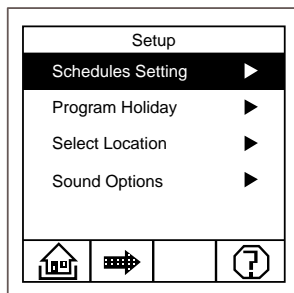 Setup
Schedules Setting
Program Holiday
Select Location
Sound Options
?